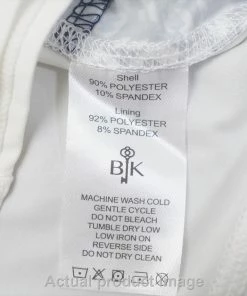 Shell
90% POLYESTER
10% SPANDEX
Lining
92% POLYESTER
8% SPANDEX
B K
MACHINE WASH COLD
GENTLE CYCLE
DO NOT BLEACH
TUMBLE DRY LOW
LOW IRON ON
REVERSE SIDE
DO NOT DRY CLEAN
Actual product image